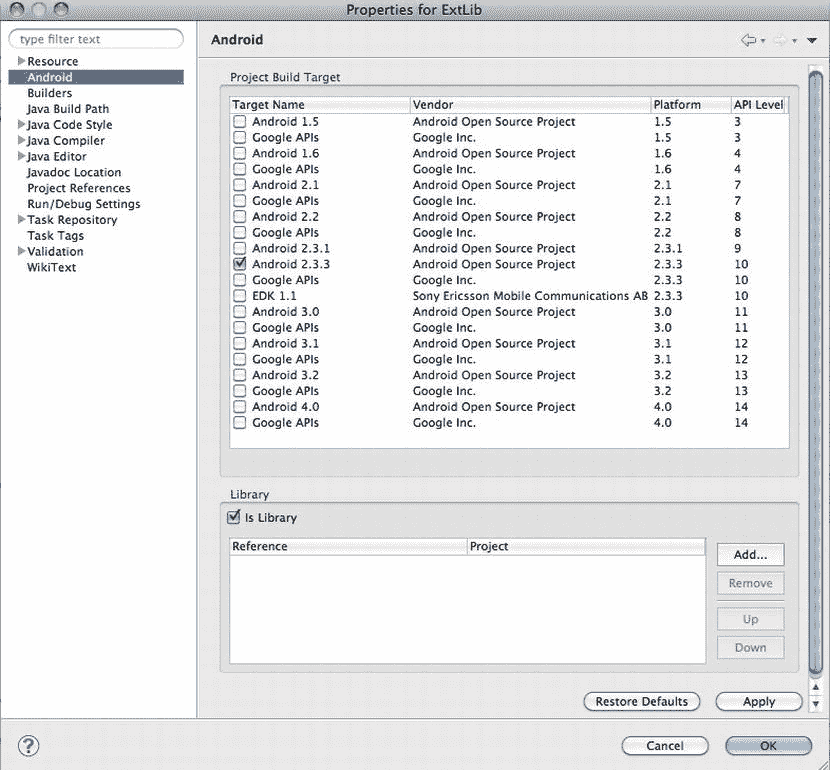 Properties for ExtLib
type filter text
Resource
Android
Builders
Java Build Path
Java Code Style
Java Compiler
Java Editor
Javadoc Location
Project References
Run/Debug Settings
Task Repository
Task Tags
Validation
WikiText
Android
Project Build Target
Target Name Vendor Platform API Level
Android 1.5 Android Open Source Project 1.5 3
Google APIs Google Inc. 1.5 3
Android 1.6 Android Open Source Project 1.6 4
Google APIs Google Inc. 1.6 4
Android 2.1 Android Open Source Project 2.1 7
Google APIs Google Inc. 2.1 7
Android 2.2 Android Open Source Project 2.2 8
Google APIs Google Inc. 2.2 8
Android 2.3.1 Android Open Source Project 2.3.1 9
Android 2.3.3 Android Open Source Project 2.3.3 10
Google APIs Google Inc. 2.3.3 10
EDK 1.1 Sony Ericsson Mobile Communications AB 2.3.3 10
Android 3.0 Android Open Source Project 3.0 11
Google APIs Google Inc. 3.0 11
Android 3.1 Android Open Source Project 3.1 12
Google APIs Google Inc. 3.1 12
Android 3.2 Android Open Source Project 3.2 13
Google APIs Google Inc. 3.2 13
Android 4.0 Android Open Source Project 4.0 14
Google APIs Google Inc. 4.0 14
Library
Is Library
Reference Project
Add...
Remove
Up
Down
Restore Defaults Apply
? Cancel OK